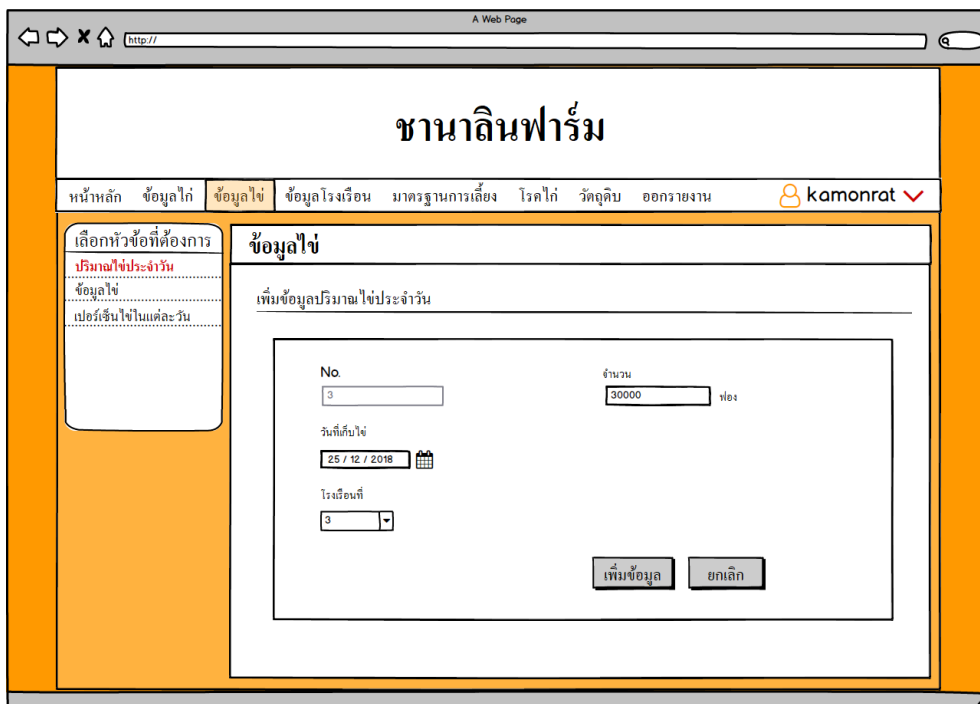 A Web Page
http://
ชานาลินฟาร์ม
หน้าหลัก ข้อมูลไก่ ข้อมูลไข่ ข้อมูลโรงเรือน มาตรฐานการเลี้ยง โรคไก่ วัตถุดิบ ออกรายงาน kamonrat
เลือกหัวข้อที่ต้องการ
ปริมาณไข่ประจำวัน
ข้อมูลไข่
เปอร์เซ็นไข่ในแต่ละวัน
ข้อมูลไข่
เพิ่มข้อมูลปริมาณไข่ประจำวัน
No. จำนวน
3 30000 ฟอง
วันที่เก็บไข่
25 / 12 / 2018
โรงเรือนที่
3
เพิ่มข้อมูล ยกเลิก